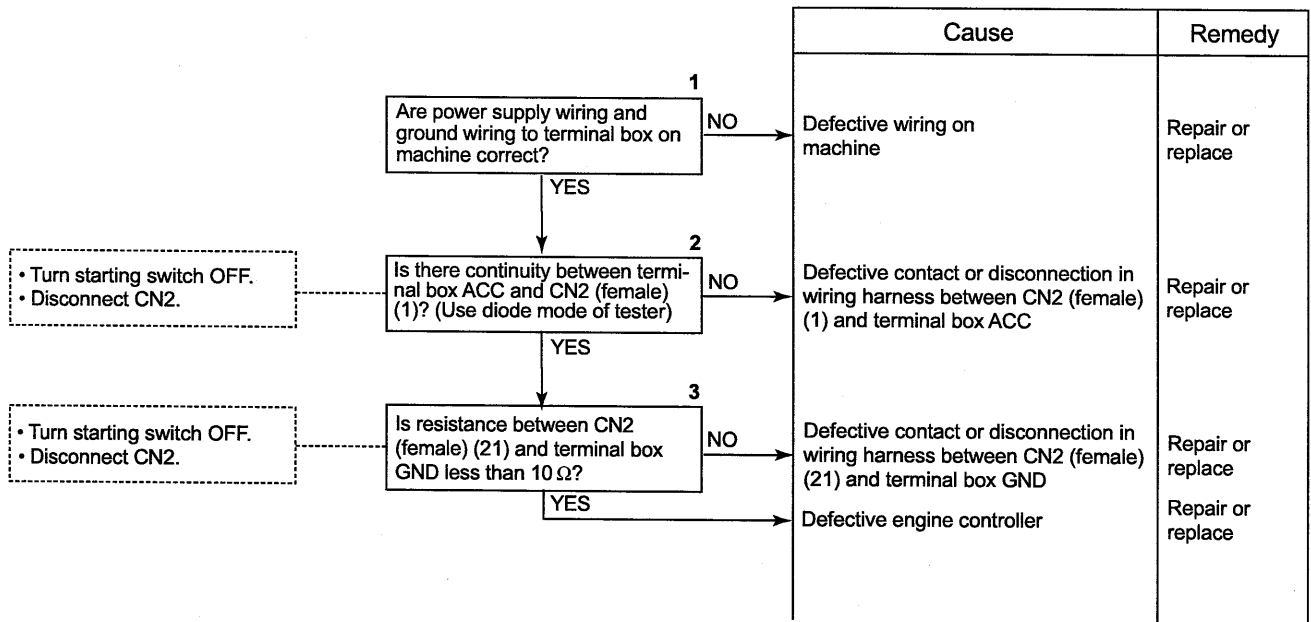 Cause
Remedy
1
Are power supply wiring and
ground wiring to terminal box on
machine correct?
NO
Defective wiring on
machine
Repair or
replace
YES
• Turn starting switch OFF.
• Disconnect CN2.
2
Is there continuity between termi-
nal box ACC and CN2 (female)
(1)? (Use diode mode of tester)
NO
Defective contact or disconnection in
wiring harness between CN2 (female)
(1) and terminal box ACC
Repair or
replace
YES
• Turn starting switch OFF.
• Disconnect CN2.
3
Is resistance between CN2
(female) (21) and terminal box
GND less than 10 Ω?
NO
Defective contact or disconnection in
wiring harness between CN2 (female)
(21) and terminal box GND
Repair or
replace
YES
Defective engine controller
Repair or
replace